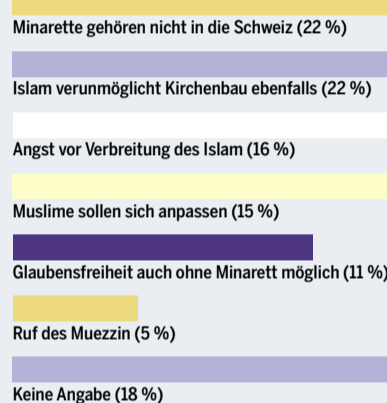 Minarette gehören nicht in die Schweiz (22 %)
Islam verunmöglicht Kirchenbau ebenfalls (22 %)
Angst vor Verbreitung des Islam (16 %)
Muslime sollen sich anpassen (15 %)
Glaubensfreiheit auch ohne Minarett möglich (11 %)
Ruf des Muezzin (5 %)
Keine Angabe (18 %)